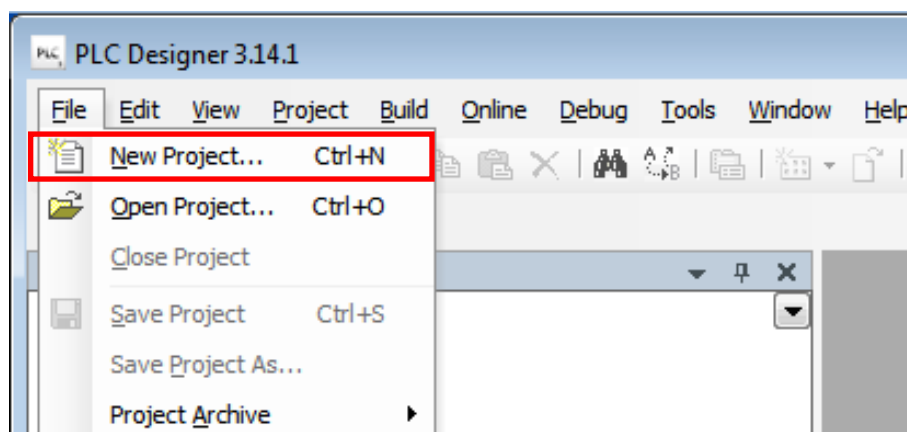 PLC PLC Designer 3.14.1
File Edit View Project Build Online Debug Tools Window Help
New Project... Ctrl+N
Open Project... Ctrl+O
Close Project
Save Project Ctrl+S
Save Project As...
Project Archive